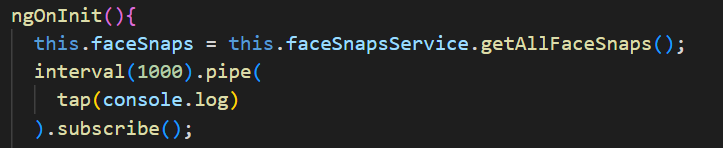 ngOnInit(){
  this.faceSnaps = this.faceSnapsService.getAllFaceSnaps();
  interval(1000).pipe(
    tap(console.log)
  ).subscribe();